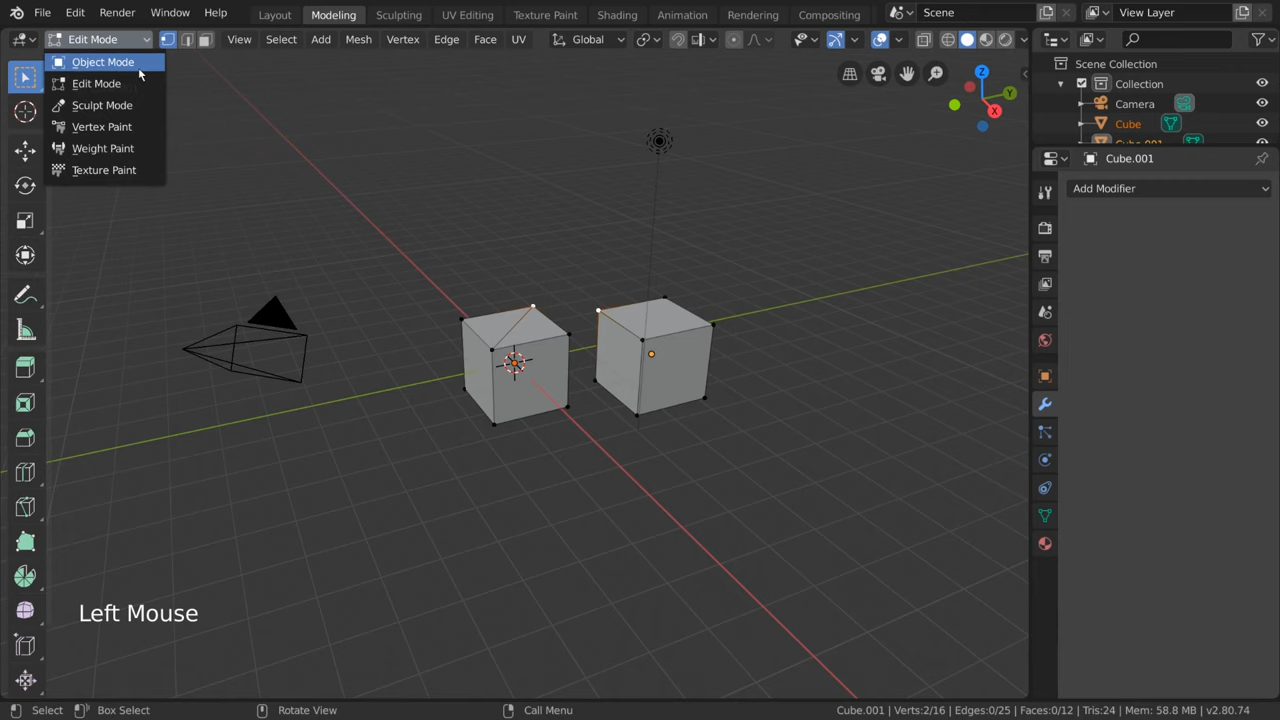 File Edit Render Window Help Layout Modeling Sculpting UV Editing Texture Paint Shading Animation Rendering Compositing Scene View Layer
Edit Mode View Select Add Mesh Vertex Edge Face UV Global
Object Mode
Edit Mode
Sculpt Mode
Vertex Paint
Weight Paint
Texture Paint
Z
Y
X
Scene Collection
Collection
Camera
Cube
Cube.001
Cube.001
Add Modifier
Left Mouse
Select Box Select Rotate View Call Menu Cube.001 | Verts:2/16 | Edges:0/25 | Faces:0/12 | Tris:24 | Mem: 58.8 MB | v2.80.74